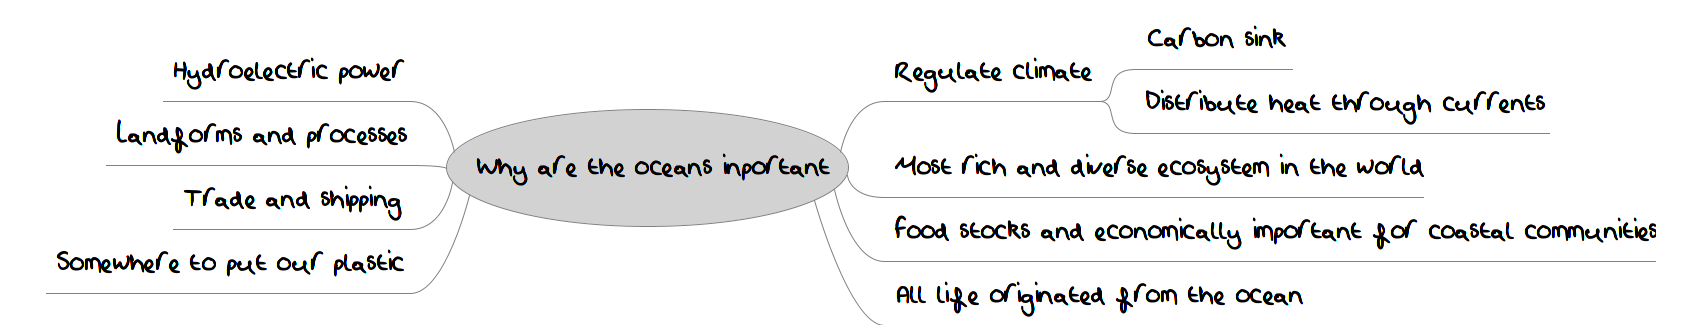 Hydroelectric power
Landforms and processes
Trade and shipping
Somewhere to put our plastic
Why are the oceans inportant
Regulate climate
Carbon sink
Distribute heat through currents
Most rich and diverse ecosystem in the world
Food stocks and economically important for coastal communities
All life originated from the ocean